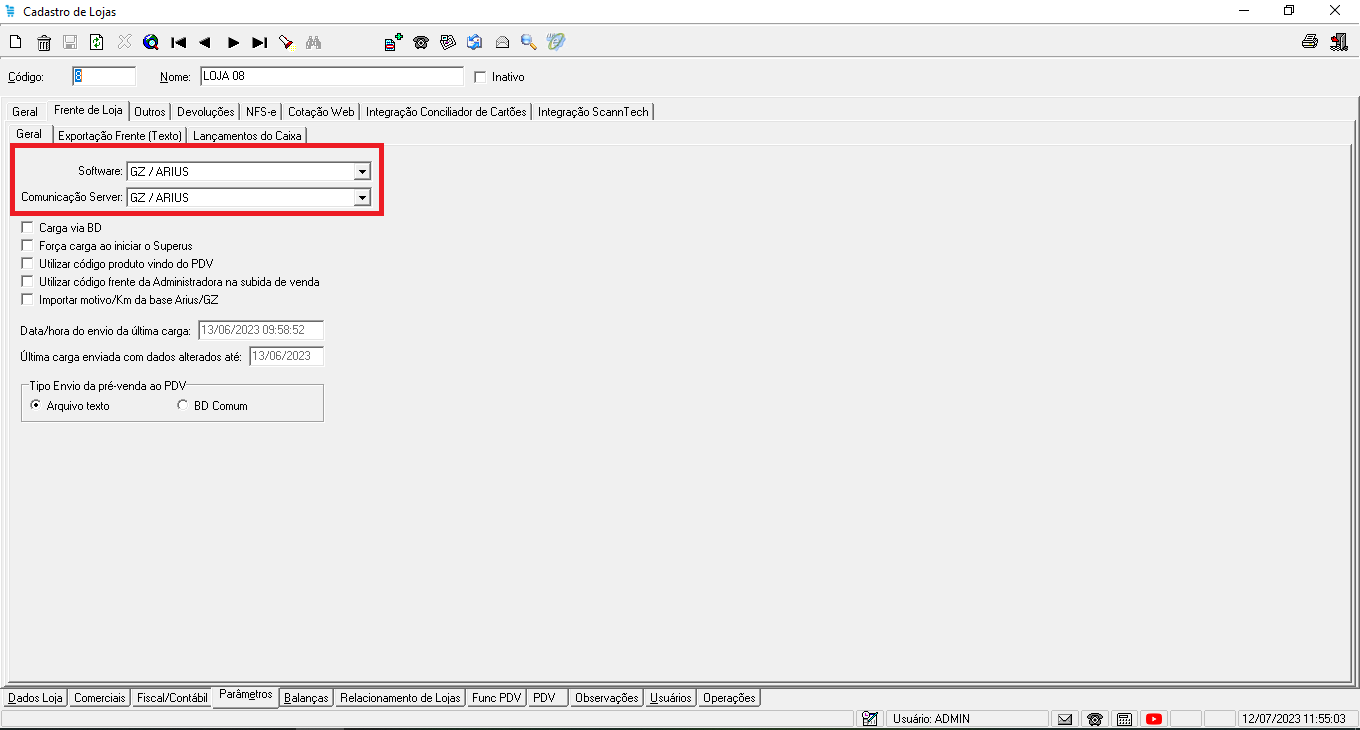 Cadastro de Lojas
Código: 8 Nome: LOJA 08 Inativo
Geral Frente de Loja Outros Devoluções NFS-e Cotação Web Integração Conciliador de Cartões Integração ScannTech
Geral Exportação Frente (Texto) Lançamentos do Caixa
Software: GZ / ARIUS
Comunicação Server: GZ / ARIUS
Carga via BD
Força carga ao iniciar o Superus
Utilizar código produto vindo do PDV
Utilizar código frente da Administradora na subida de venda
Importar motivo/Km da base Arius/GZ
Data/hora do envio da última carga: 13/06/2023 09:58:52
Última carga enviada com dados alterados até: 13/06/2023
Tipo Envio da pré-venda ao PDV
Arquivo texto BD Comum
Dados Loja Comerciais Fiscal/Contábil Parâmetros Balanças Relacionamento de Lojas Func PDV PDV Observações Usuários Operações
Usuário: ADMIN 12/07/2023 11:55:03